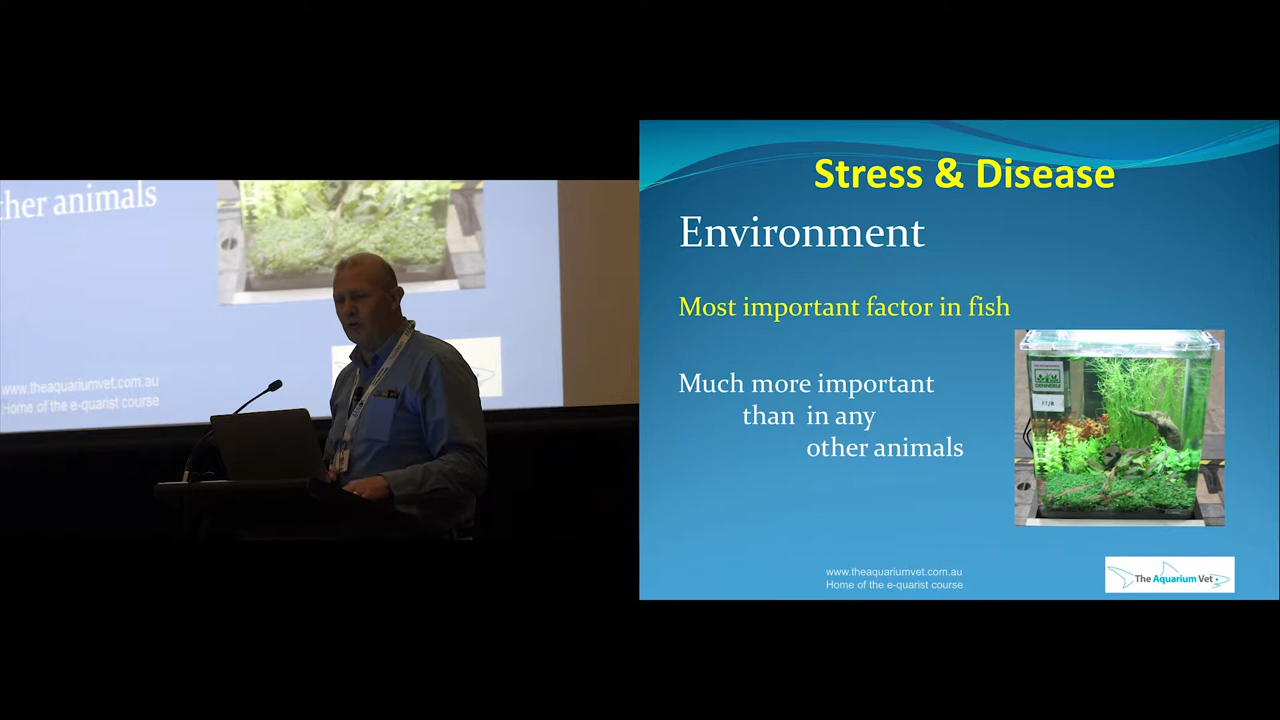 ther animals
www.theaquariumvet.com.au
Home of the e-quarist course
Stress & Disease
Environment
Most important factor in fish
Much more important
than in any
other animals
DENNERLE
www.theaquariumvet.com.au
Home of the e-quarist course
The Aquarium Vet